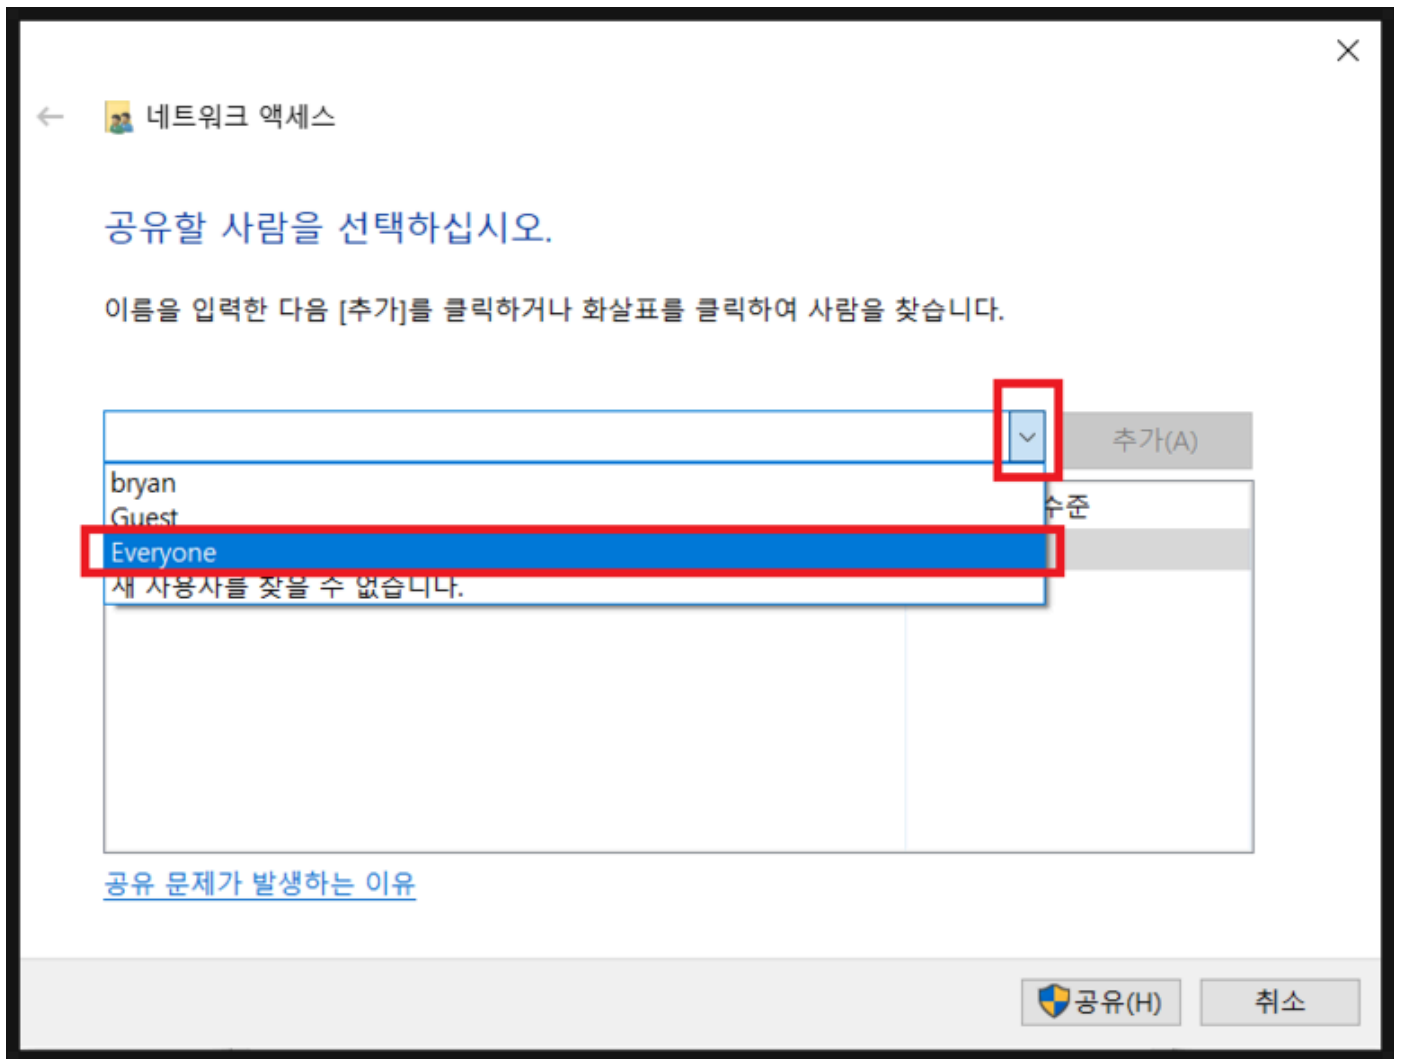 네트워크 액세스
공유할 사람을 선택하십시오.
이름을 입력한 다음 [추가]를 클릭하거나 화살표를 클릭하여 사람을 찾습니다.
추가(A)
bryan
수준
Guest
Everyone
새 사용자를 찾을 수 없습니다.
공유 문제가 발생하는 이유
공유(H)
취소